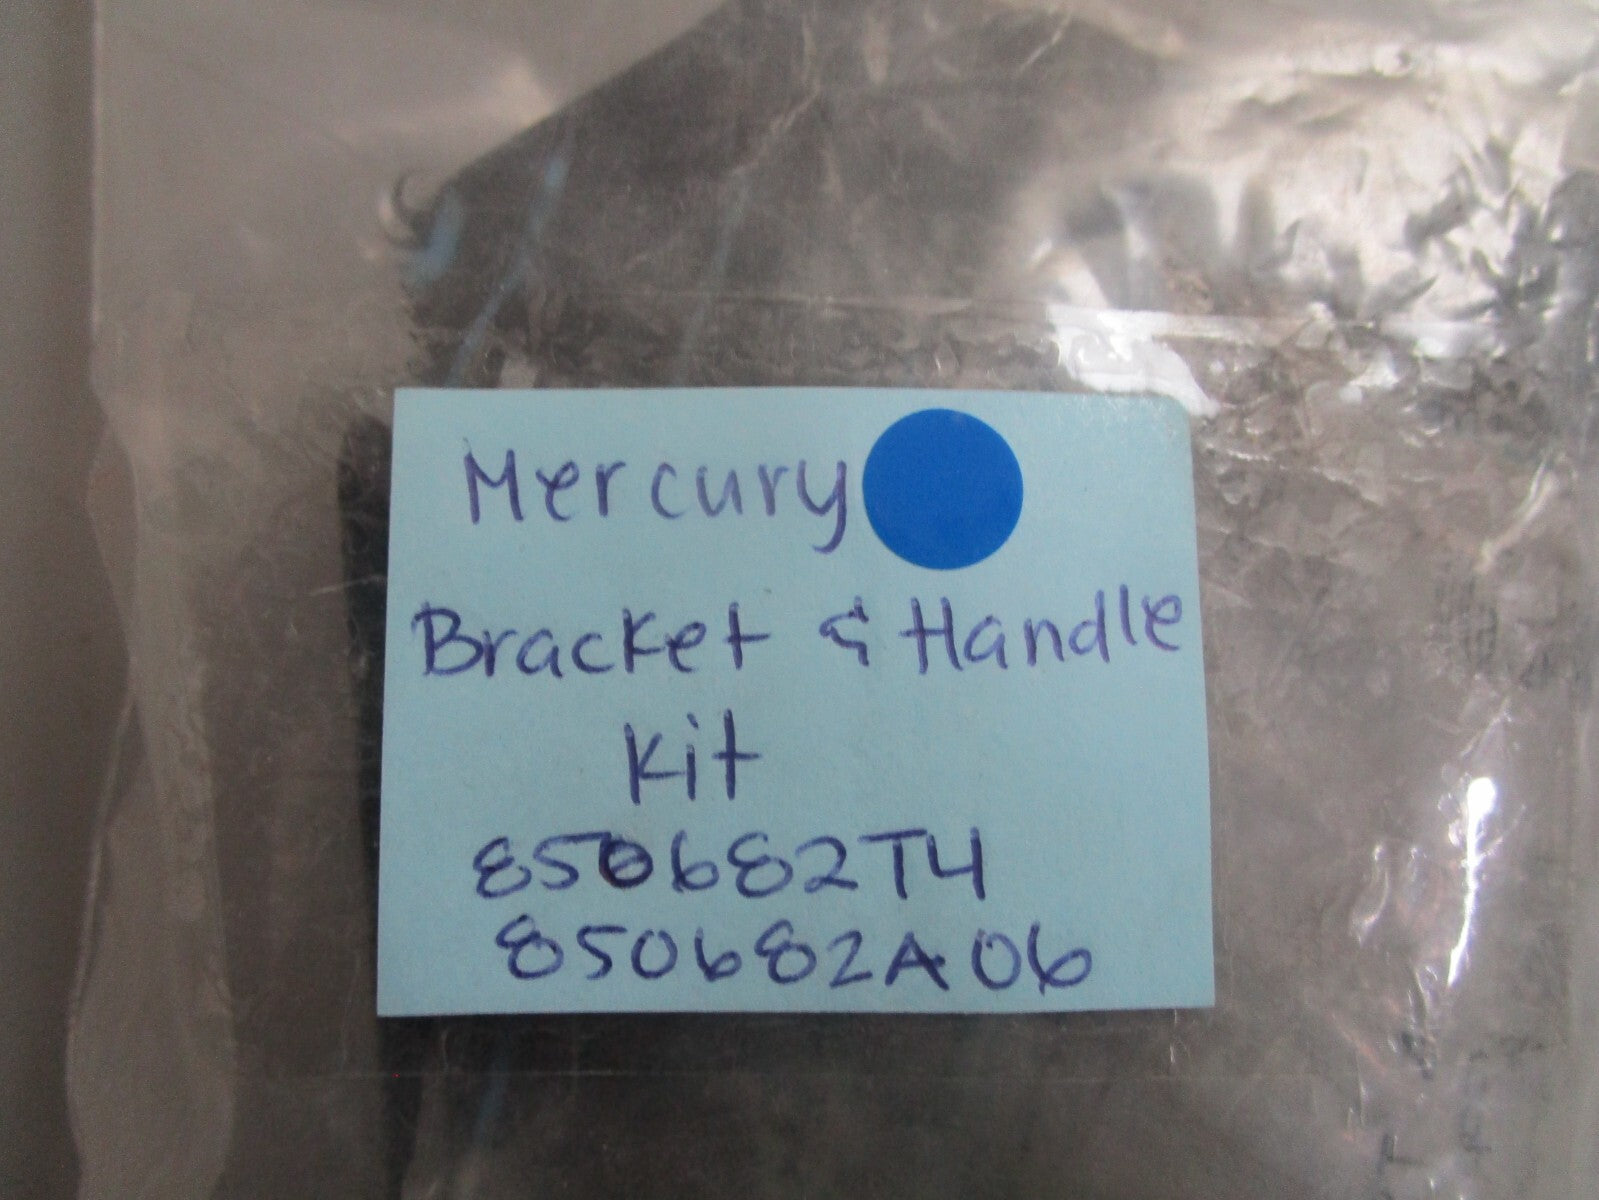 Mercury
Bracket & Handle
Kit
850682T4
850682A06